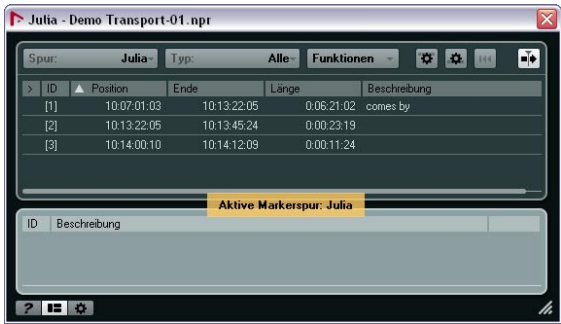 Julia - Demo Transport-01.npr
Spur: Julia Typ: Alle Funktionen
> ID Position Ende Länge Beschreibung
[1] 10:07:01:03 10:13:22:05 0:06:21:02 comes by
[2] 10:13:22:05 10:13:45:24 0:00:23:19
[3] 10:14:00:10 10:14:12:09 0:00:11:24
Aktive Markerspur: Julia
ID Beschreibung
?